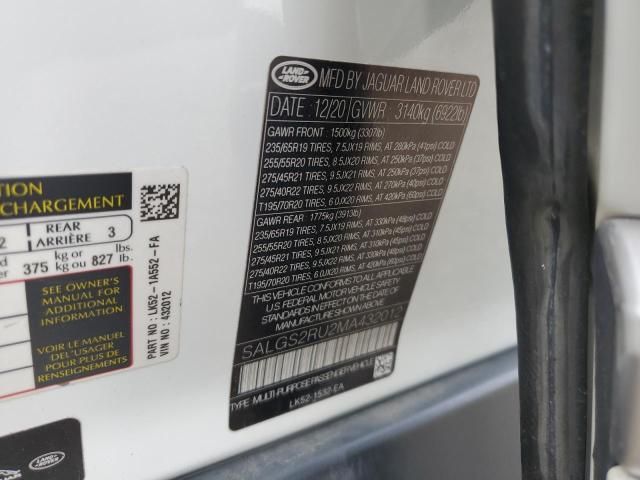 TION
CHARGEMENT
2
REAR
ARRIÈRE 3
d
375 kg or
kg ou 827 lbs.
lb.
SEE OWNER'S
MANUAL FOR
ADDITIONAL
INFORMATION
VOIR LE MANUEL
DEL'USAGER
POUR PLUS DE
RENSEIGNEMENTS
PART NO : LK52-1A552-FA
VIN NO : 432012
LAND ROVER
LAND ROVER
MFD BY JAGUAR LAND ROVER LTD
DATE : 12/20 GVWR : 3140kg (6922lb)
GAWR FRONT : 1500kg (3307lb)
235/65R19 TIRES, 7.5JX19 RIMS, AT 280kPa (41psi) COLD
255/55R20 TIRES, 8.5JX20 RIMS, AT 250kPa (37psi) COLD
275/45R21 TIRES, 9.5JX21 RIMS, AT 250kPa (37psi) COLD
275/40R22 TIRES, 9.5JX22 RIMS, AT 270kPa (40psi) COLD
T195/70R20 TIRES, 6.0JX20 RIMS, AT 420kPa (60psi) COLD
GAWR REAR : 1775kg (3913lb)
235/65R19 TIRES, 7.5JX19 RIMS, AT 330kPa (48psi) COLD
255/55R20 TIRES, 8.5JX20 RIMS, AT 310kPa (45psi) COLD
275/45R21 TIRES, 9.5JX21 RIMS, AT 310kPa (45psi) COLD
275/40R22 TIRES, 9.5JX22 RIMS, AT 330kPa (48psi) COLD
T195/70R20 TIRES, 6.0JX20 RIMS, AT 420kPa (60psi) COLD
THIS VEHICLE CONFORMS TO ALL APPLICABLE
U.S. FEDERAL MOTOR VEHICLE SAFETY
STANDARDS IN EFFECT ON THE DATE OF
MANUFACTURE SHOWN ABOVE.
SALGS2RU2MA432012
TYPE: MULTI-PURPOSE PASSENGER VEHICLE
LK52-1532-EA